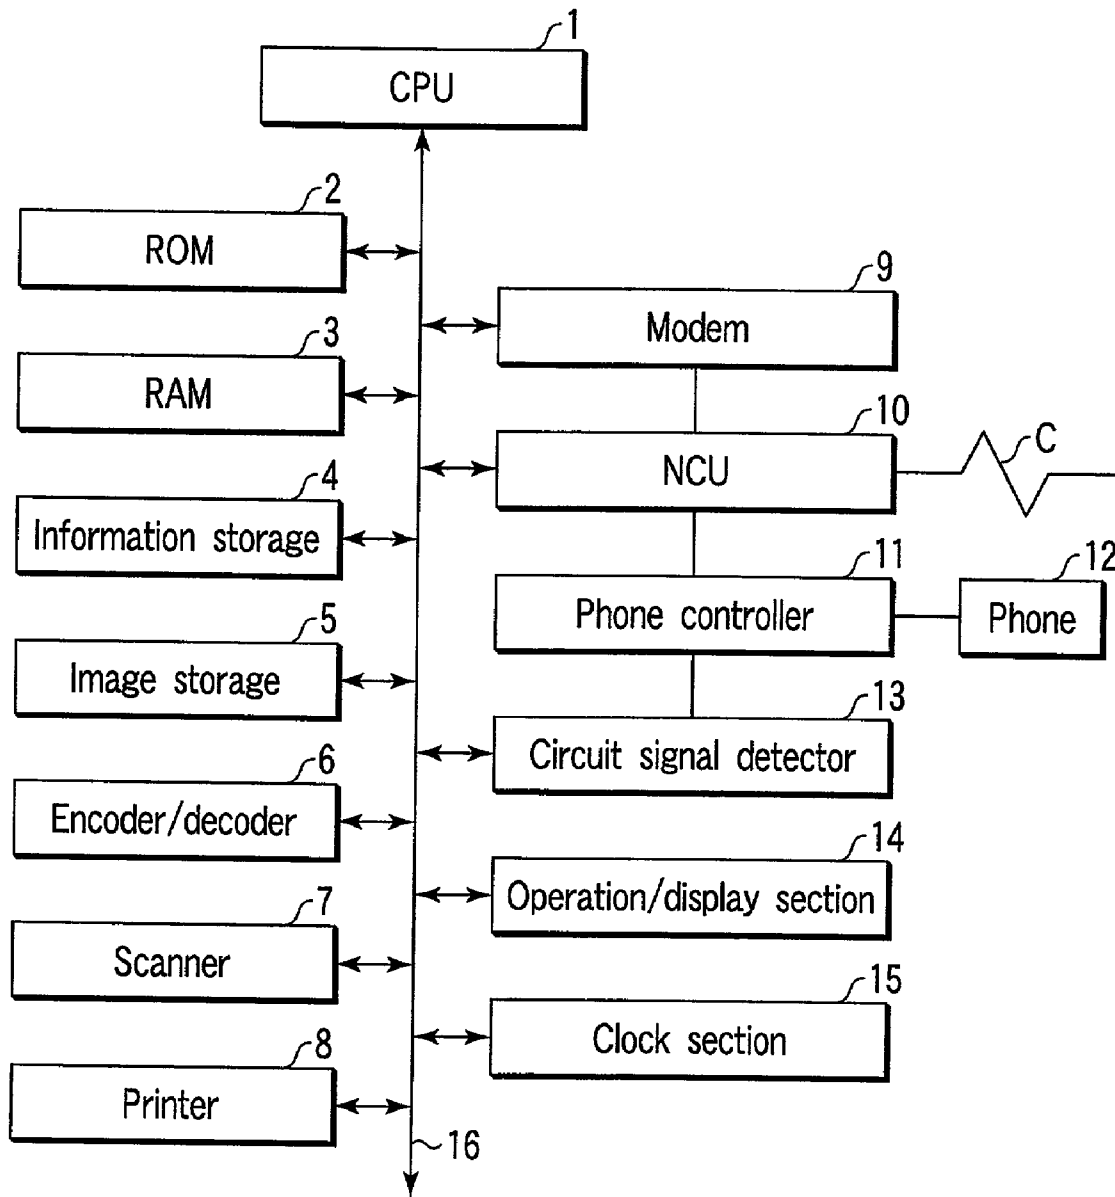 1
CPU
2
ROM
9
Modem
3
RAM
10
NCU
C
4
Information storage
11
Phone controller
12
Phone
5
Image storage
13
Circuit signal detector
6
Encoder/decoder
14
Operation/display section
7
Scanner
15
Clock section
8
Printer
16